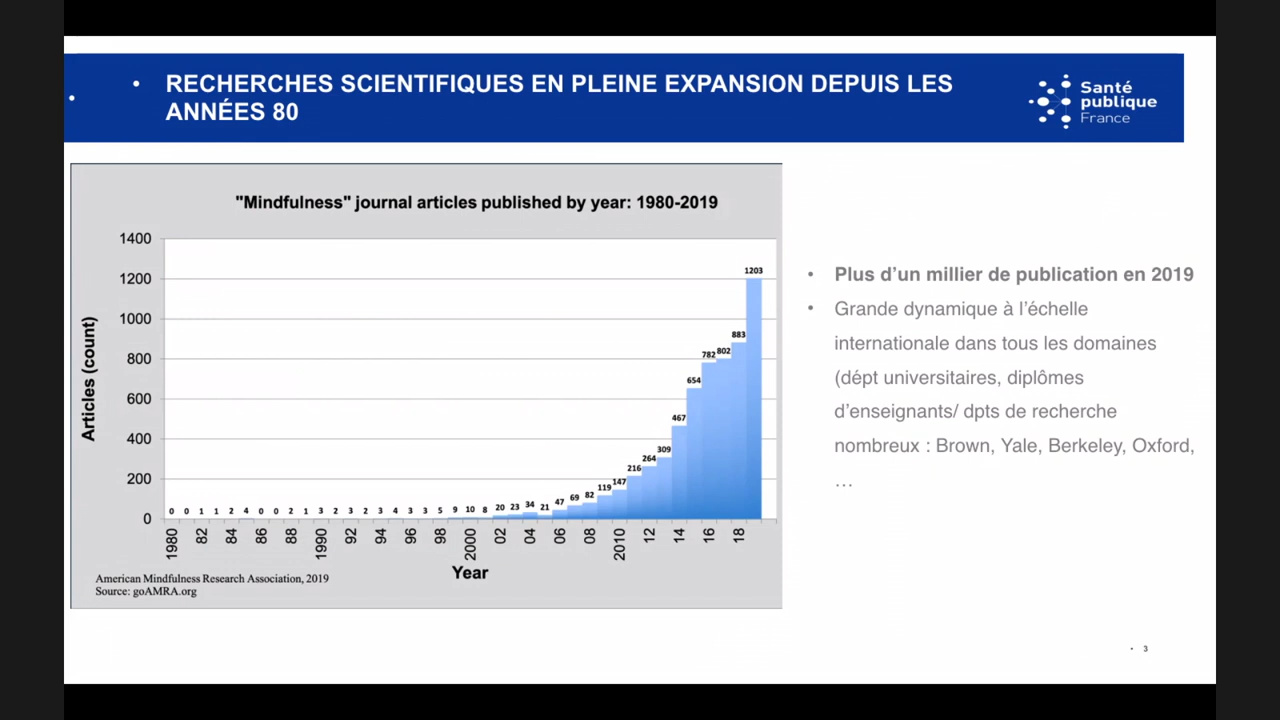 • RECHERCHES SCIENTIFIQUES EN PLEINE EXPANSION DEPUIS LES
ANNÉES 80
Santé
publique
France
"Mindfulness" journal articles published by year: 1980-2019
Articles (count)
1400
1200
1000
800
600
400
200
0
0 0 1 1 2 4 0 0 2 1 3 2 3 2 3 4 3 3 5 9 10 8 20 23 34 21 47 69 82 119 147 216 264 309 467 654 782 802 883 1203
1980 82 84 86 88 1990 92 94 96 98 2000 02 04 06 08 2010 12 14 16 18
Year
American Mindfulness Research Association, 2019
Source: goAMRA.org
• Plus d’un millier de publication en 2019
• Grande dynamique à l’échelle
internationale dans tous les domaines
(dépt universitaires, diplômes
d’enseignants/ dpts de recherche
nombreux : Brown, Yale, Berkeley, Oxford,
…
• 3